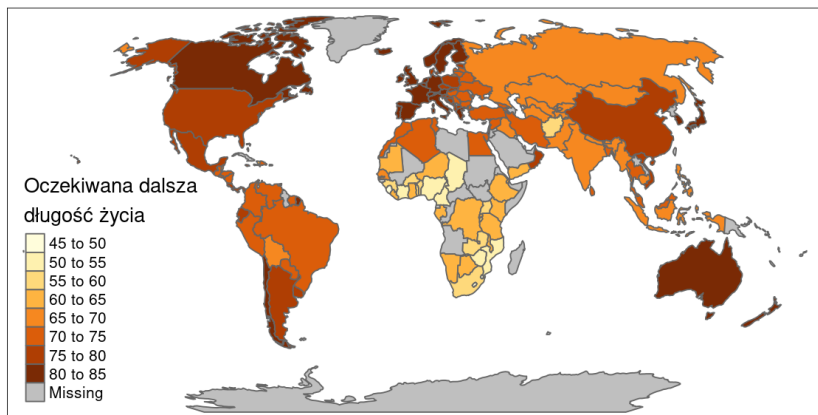 Oczekiwana dalsza
długość życia
45 to 50
50 to 55
55 to 60
60 to 65
65 to 70
70 to 75
75 to 80
80 to 85
Missing